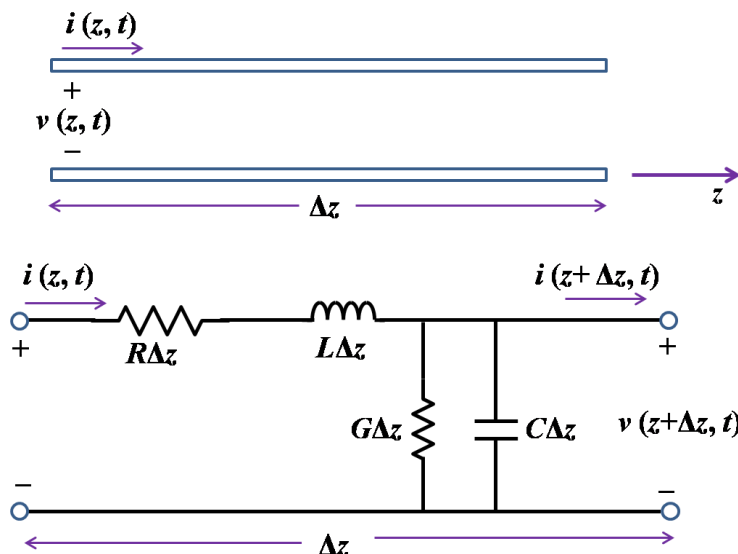 i (z, t)
+
v (z, t)
−
Δz
z
i (z, t)
i (z+ Δz, t)
+
RΔz
LΔz
+
GΔz
CΔz
v (z+Δz, t)
−
−
Δz